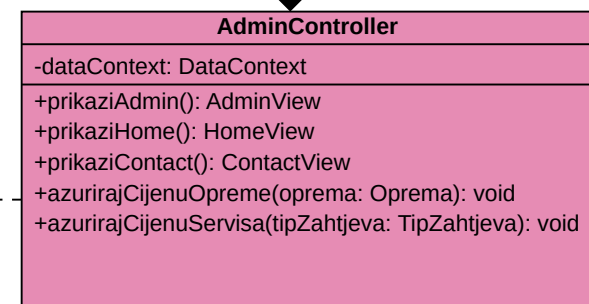 AdminController
-dataContext: DataContext
+prikaziAdmin(): AdminView
+prikaziHome(): HomeView
+prikaziContact(): ContactView
+azurirajCijenuOpreme(oprema: Oprema): void
+azurirajCijenuServisa(tipZahtjeva: TipZahtjeva): void